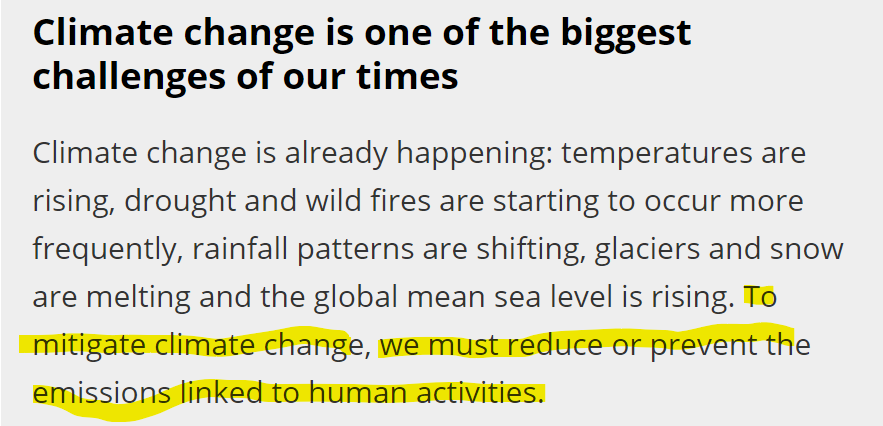 Climate change is one of the biggest
challenges of our times
Climate change is already happening: temperatures are
rising, drought and wild fires are starting to occur more
frequently, rainfall patterns are shifting, glaciers and snow
are melting and the global mean sea level is rising. To
mitigate climate change, we must reduce or prevent the
emissions linked to human activities.